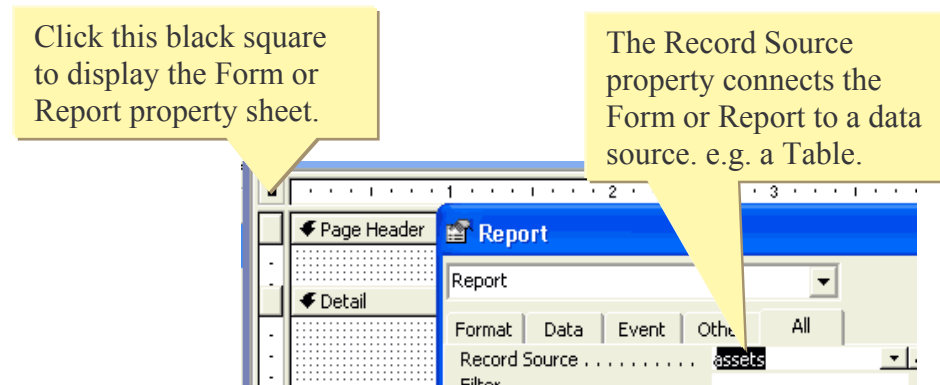 Click this black square
to display the Form or
Report property sheet.
The Record Source
property connects the
Form or Report to a data
source. e.g. a Table.
1 2 3
Page Header
Report
Report
Detail
Format Data Event Other All
Record Source . . . . . . . . . . assets
Filter